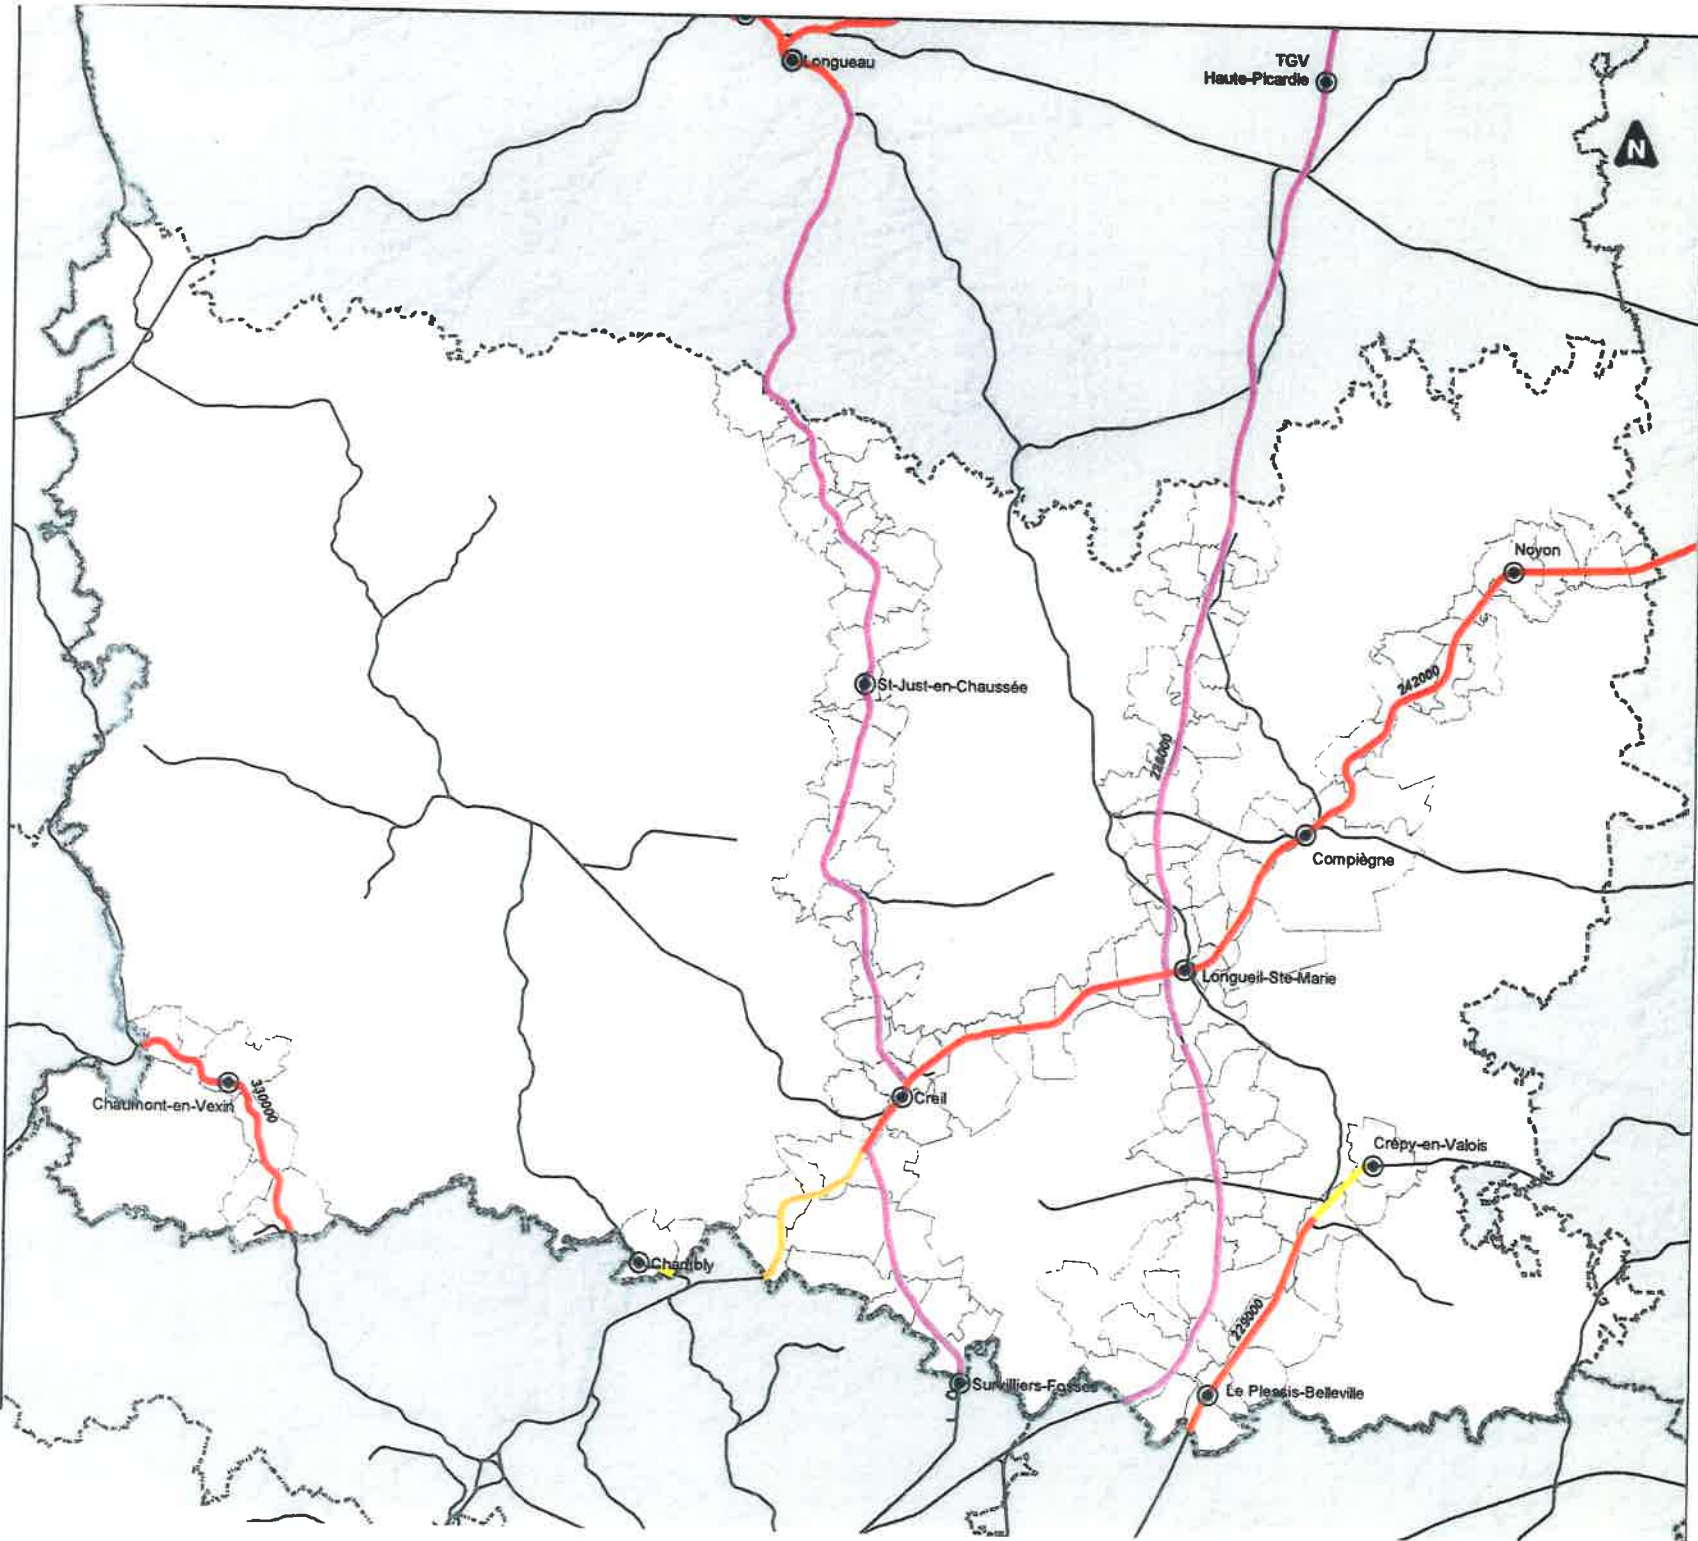 Longueau
TGV
Haute-Picardie
N
Noyon
242000
St-Just-en-Chaussée
226000
Compiègne
Longueil-Ste-Marie
Chaumont-en-Vexin
330000
Creil
Crépy-en-Valois
Chambly
229000
Survilliers-Fosses
Le Plessis-Belleville